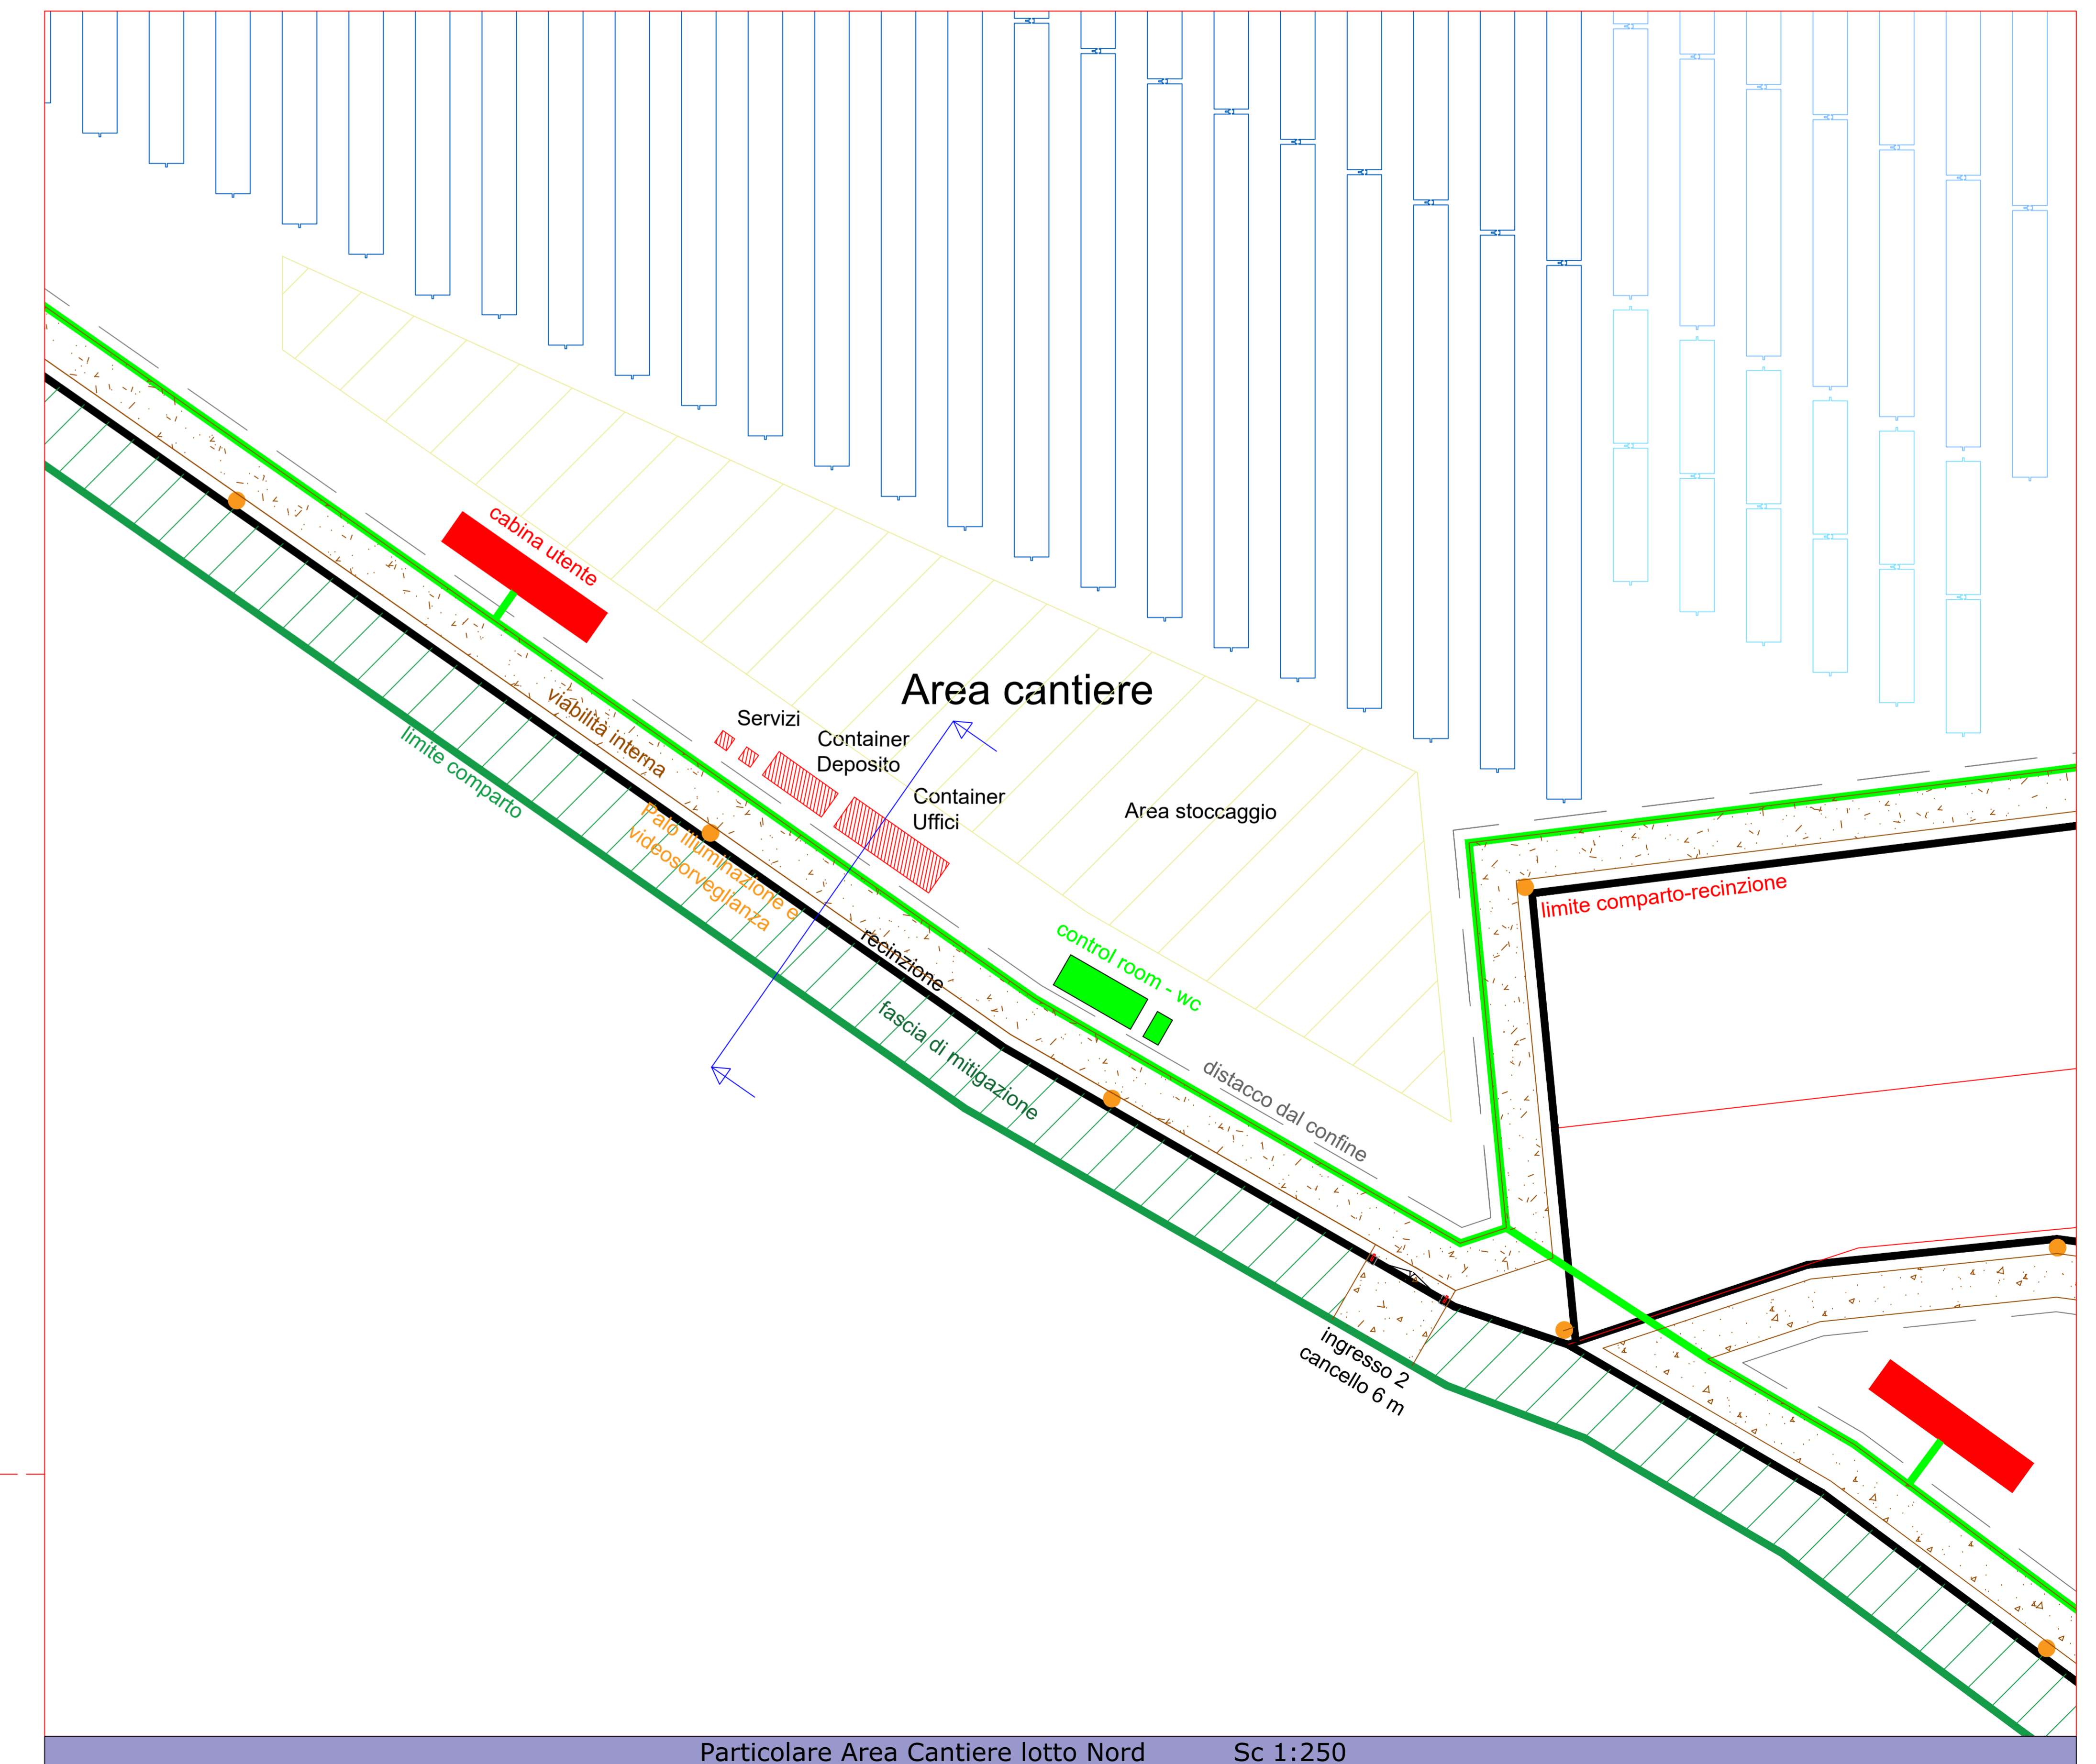 cabina utente
Area cantiere
viabilità interna
limite comparto
Servizi
Container
Deposito
Container
Uffici
Area stoccaggio
Palo illuminazione e
videosorveglianza
limite comparto-recinzione
recinzione
control room - wc
fascia di mitigazione
distacco dal confine
ingresso 2
cancello 6 m
Particolare Area Cantiere lotto Nord Sc 1:250